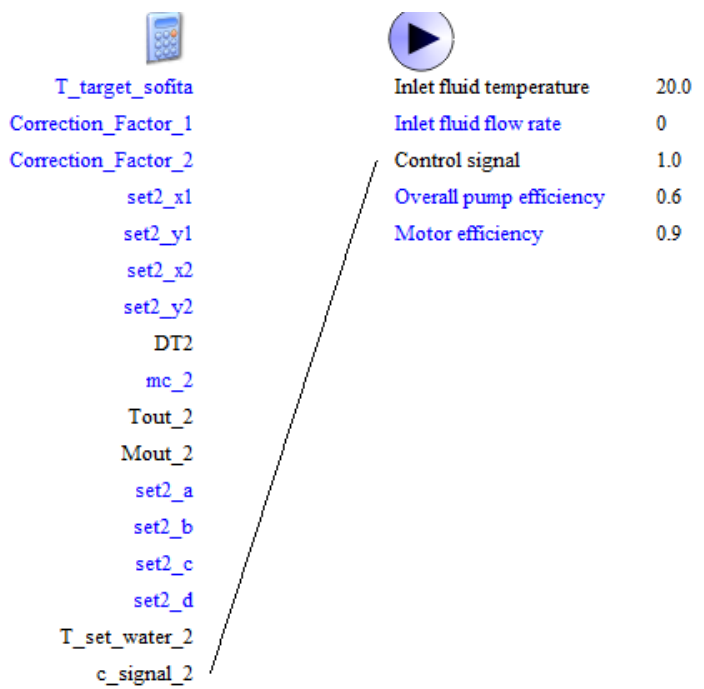 T_target_sofita
Correction_Factor_1
Correction_Factor_2
set2_x1
set2_y1
set2_x2
set2_y2
DT2
mc_2
Tout_2
Mout_2
set2_a
set2_b
set2_c
set2_d
T_set_water_2
c_signal_2
Inlet fluid temperature 20.0
Inlet fluid flow rate 0
Control signal 1.0
Overall pump efficiency 0.6
Motor efficiency 0.9